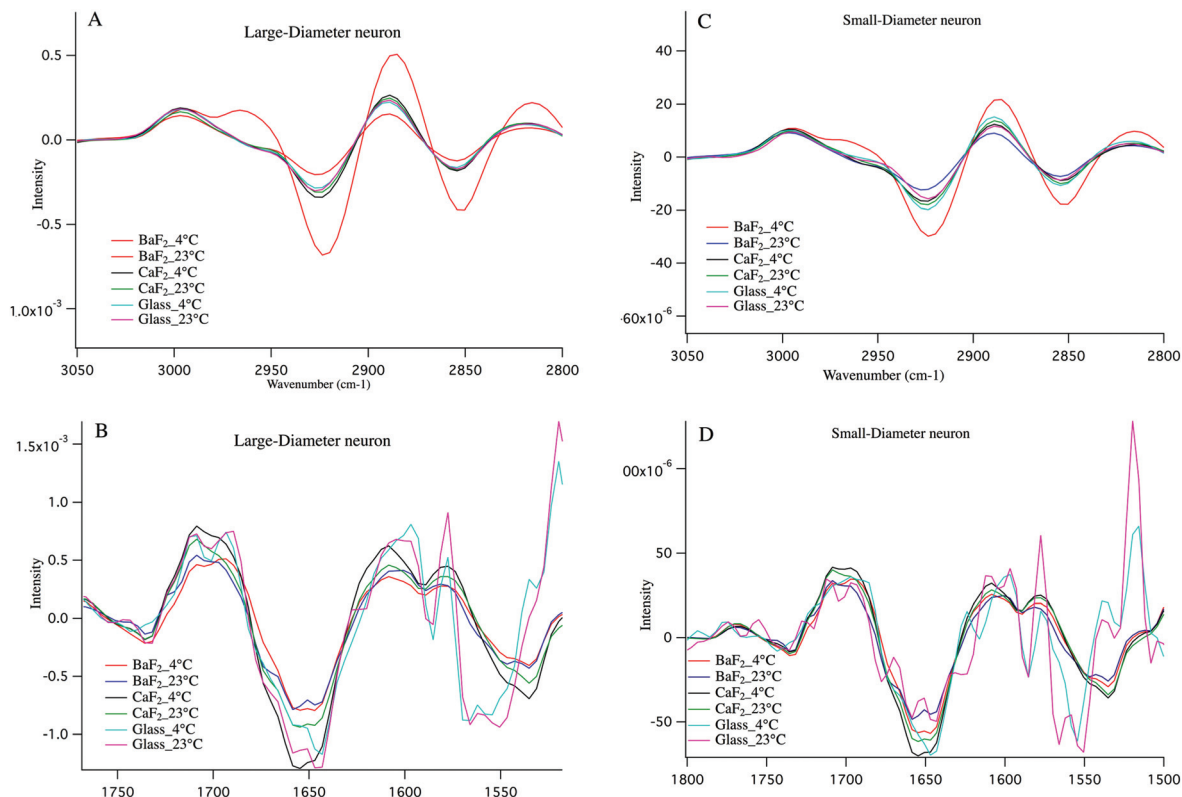 A
Large-Diameter neuron
0.5
0.0
-0.5
1.0x10⁻³
Intensity
BaF₂_4°C
BaF₂_23°C
CaF₂_4°C
CaF₂_23°C
Glass_4°C
Glass_23°C
3050 3000 2950 2900 2850 2800
Wavenumber (cm-1)
C
Small-Diameter neuron
40
20
0
-20
-40
-60x10⁻⁶
Intensity
BaF₂_4°C
BaF₂_23°C
CaF₂_4°C
CaF₂_23°C
Glass_4°C
Glass_23°C
3050 3000 2950 2900 2850 2800
Wavenumber (cm-1)
B
Large-Diameter neuron
1.5x10⁻³
1.0
0.5
0.0
-0.5
-1.0
Intensity
BaF₂_4°C
BaF₂_23°C
CaF₂_4°C
CaF₂_23°C
Glass_4°C
Glass_23°C
1750 1700 1650 1600 1550
D
Small-Diameter neuron
00x10⁻⁶
50
0
-50
Intensity
BaF₂_4°C
BaF₂_23°C
CaF₂_4°C
CaF₂_23°C
Glass_4°C
Glass_23°C
1800 1750 1700 1650 1600 1550 1500